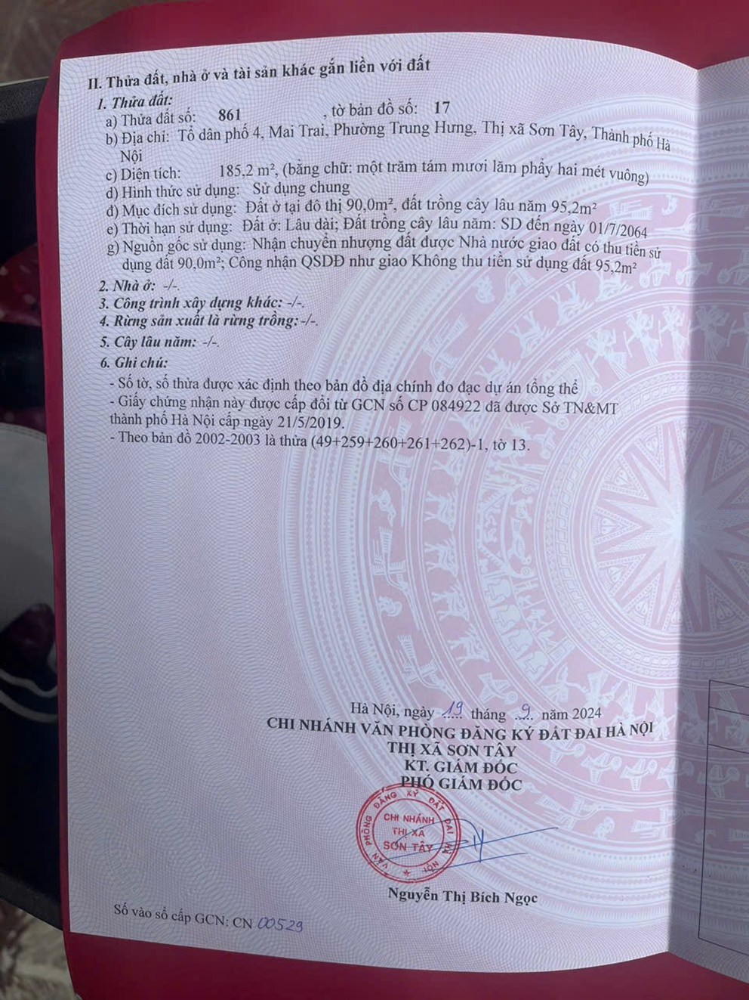 II. Thửa đất, nhà ở và tài sản khác gắn liền với đất
1. Thửa đất:
a) Thửa đất số: 861 , tờ bản đồ số: 17
b) Địa chỉ: Tổ dân phố 4, Mai Trai, Phường Trung Hưng, Thị xã Sơn Tây, Thành phố Hà
Nội
c) Diện tích: 185,2 m², (bằng chữ: một trăm tám mươi lăm phẩy hai mét vuông)
d) Hình thức sử dụng: Sử dụng chung
đ) Mục đích sử dụng: Đất ở tại đô thị 90,0m², đất trồng cây lâu năm 95,2m²
e) Thời hạn sử dụng: Đất ở: Lâu dài; Đất trồng cây lâu năm: SD đến ngày 01/7/2064
g) Nguồn gốc sử dụng: Nhận chuyển nhượng đất được Nhà nước giao đất có thu tiền sử
dụng đất 90,0m²; Công nhận QSDĐ như giao Không thu tiền sử dụng đất 95,2m²
2. Nhà ở: -/-.
3. Công trình xây dựng khác: -/-.
4. Rừng sản xuất là rừng trồng: -/-.
5. Cây lâu năm: -/-.
6. Ghi chú:
- Số tờ, số thửa được xác định theo bản đồ địa chính đo đạc dự án tổng thể
- Giấy chứng nhận này được cấp đổi từ GCN số CP 084922 đã được Sở TN&MT
thành phố Hà Nội cấp ngày 21/5/2019.
- Theo bản đồ 2002-2003 là thửa (49+259+260+261+262)-1, tờ 13.
Hà Nội, ngày 19 tháng 9 năm 2024
CHI NHÁNH VĂN PHÒNG ĐĂNG KÝ ĐẤT ĐAI HÀ NỘI
THỊ XÃ SƠN TÂY
KT. GIÁM ĐỐC
PHÓ GIÁM ĐỐC
VĂN PHÒNG ĐĂNG KÝ ĐẤT ĐAI HÀ NỘI
CHI NHÁNH
THỊ XÃ
SƠN TÂY
Nguyễn Thị Bích Ngọc
Số vào sổ cấp GCN: CN 00529